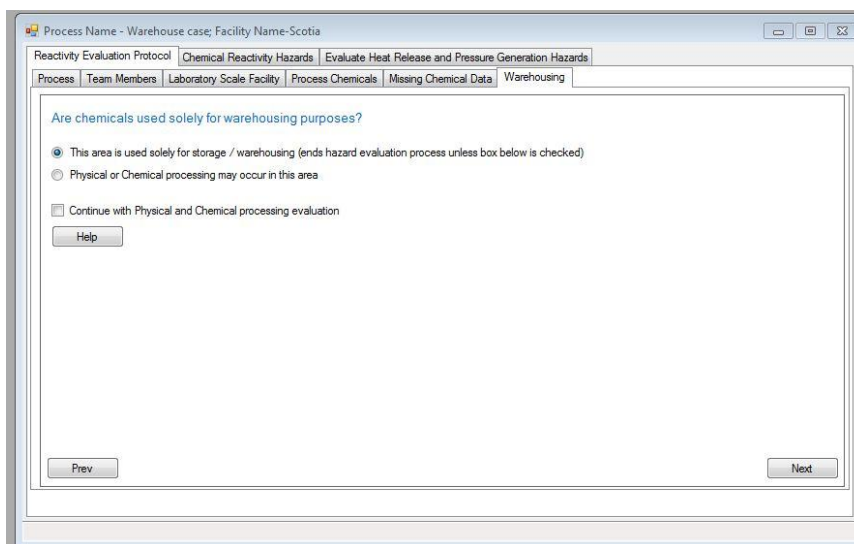 Process Name - Warehouse case; Facility Name-Scotia
Reactivity Evaluation Protocol Chemical Reactivity Hazards Evaluate Heat Release and Pressure Generation Hazards
Process Team Members Laboratory Scale Facility Process Chemicals Missing Chemical Data Warehousing
Are chemicals used solely for warehousing purposes?
This area is used solely for storage / warehousing (ends hazard evaluation process unless box below is checked)
Physical or Chemical processing may occur in this area
Continue with Physical and Chemical processing evaluation
Help
Prev Next